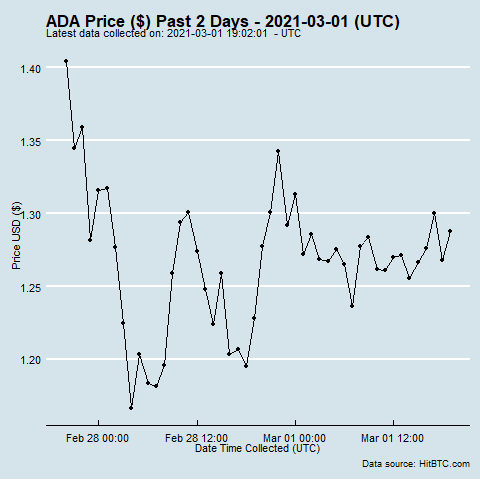 ADA Price ($) Past 2 Days - 2021-03-01 (UTC)
Latest data collected on: 2021-03-01 19:02:01 - UTC
1.40
1.35
1.30
1.25
1.20
Price USD ($)
Feb 28 00:00
Feb 28 12:00
Mar 01 00:00
Mar 01 12:00
Date Time Collected (UTC)
Data source: HitBTC.com